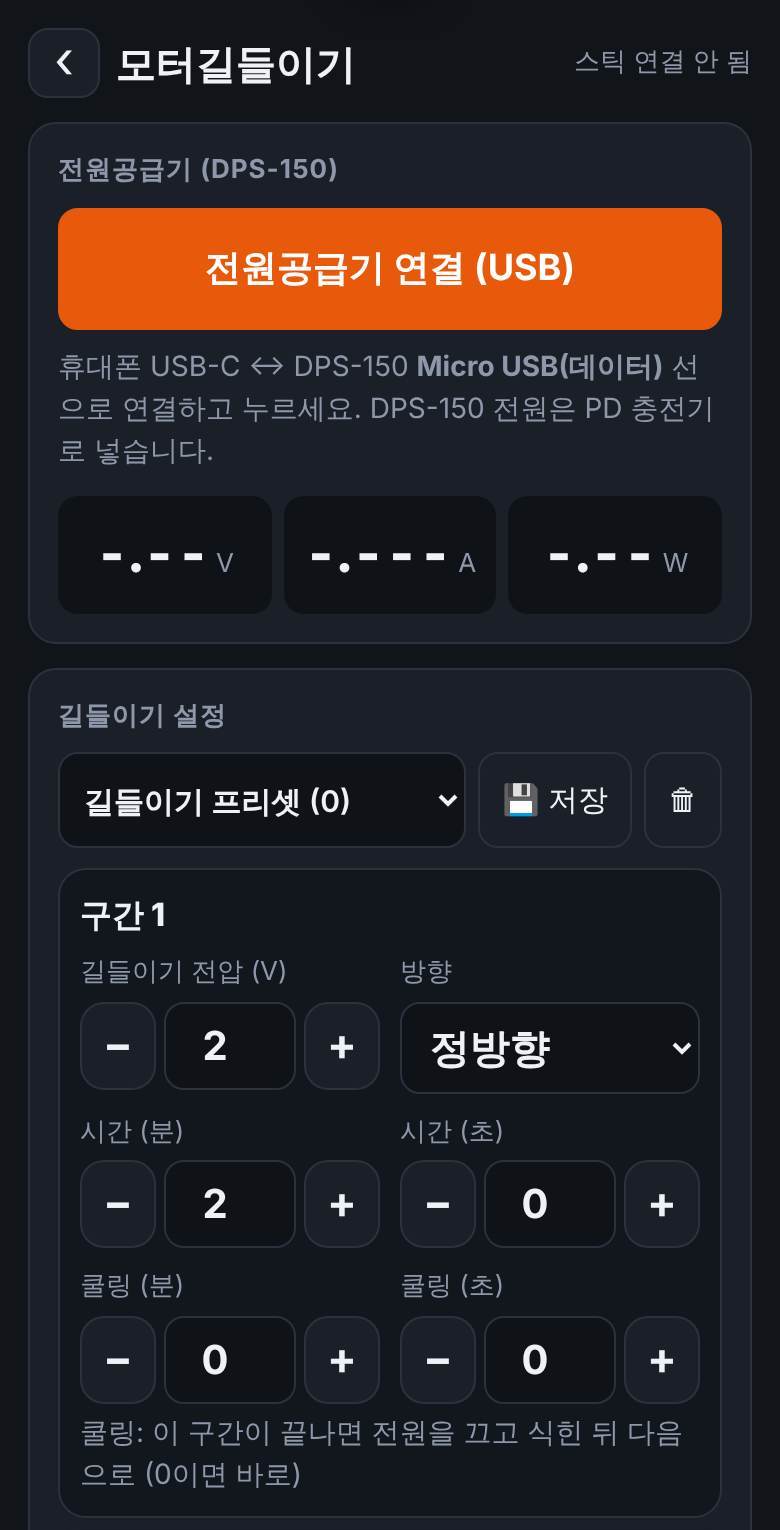 모터길들이기
스틱 연결 안 됨
전원공급기 (DPS-150)
전원공급기 연결 (USB)
휴대폰 USB-C ↔ DPS-150 Micro USB(데이터) 선
으로 연결하고 누르세요. DPS-150 전원은 PD 충전기
로 넣습니다.
-.-- V
-.--- A
-.-- W
길들이기 설정
길들이기 프리셋 (0)
💾 저장
구간 1
길들이기 전압 (V)
방향
− 2 +
정방향
시간 (분)
시간 (초)
− 2 +
− 0 +
쿨링 (분)
쿨링 (초)
− 0 +
− 0 +
쿨링: 이 구간이 끝나면 전원을 끄고 식힌 뒤 다음
으로 (0이면 바로)